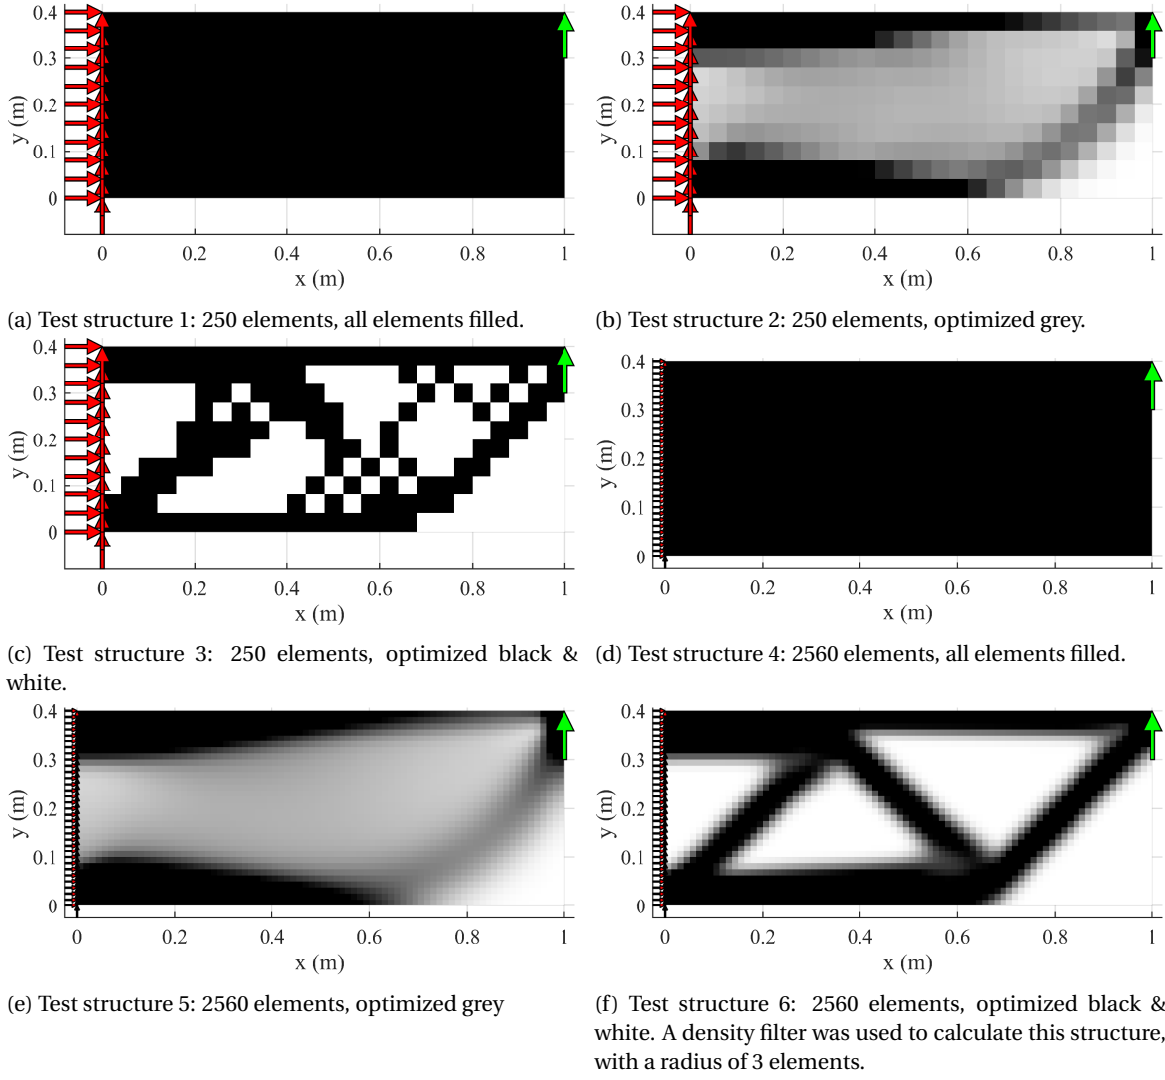 0.4
0.3
0.2
0.1
0
y (m)
0 0.2 0.4 0.6 0.8 1
x (m)
(a) Test structure 1: 250 elements, all elements filled.
0.4
0.3
0.2
0.1
0
y (m)
0 0.2 0.4 0.6 0.8 1
x (m)
(b) Test structure 2: 250 elements, optimized grey.
0.4
0.3
0.2
0.1
0
y (m)
0 0.2 0.4 0.6 0.8 1
x (m)
(c) Test structure 3: 250 elements, optimized black &
white.
0.4
0.3
0.2
0.1
0
y (m)
0 0.2 0.4 0.6 0.8 1
x (m)
(d) Test structure 4: 2560 elements, all elements filled.
0.4
0.3
0.2
0.1
0
y (m)
0 0.2 0.4 0.6 0.8 1
x (m)
(e) Test structure 5: 2560 elements, optimized grey
0.4
0.3
0.2
0.1
0
y (m)
0 0.2 0.4 0.6 0.8 1
x (m)
(f) Test structure 6: 2560 elements, optimized black &
white. A density filter was used to calculate this structure,
with a radius of 3 elements.